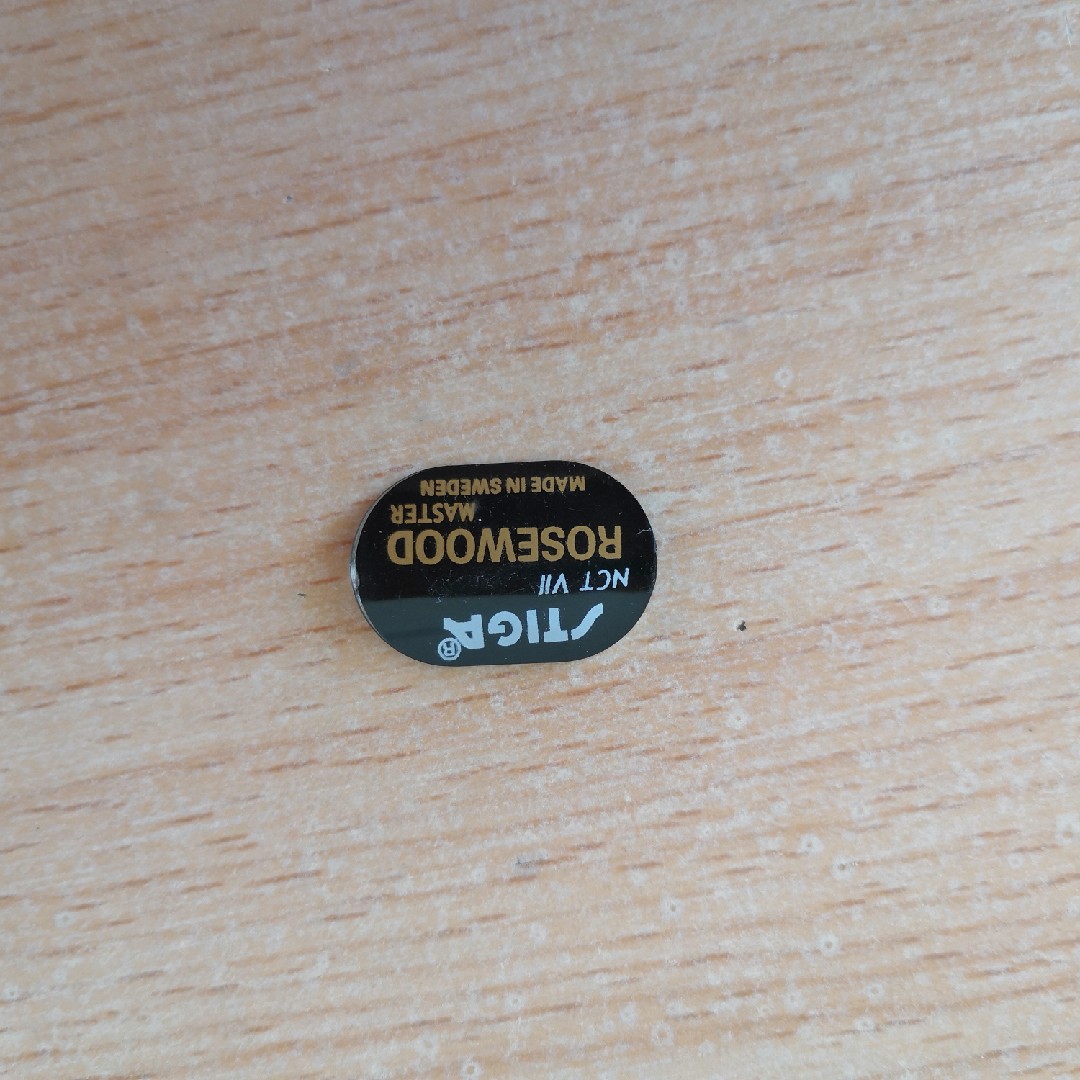 STIGA®
NCT VII
ROSEWOOD
MASTER
MADE IN SWEDEN